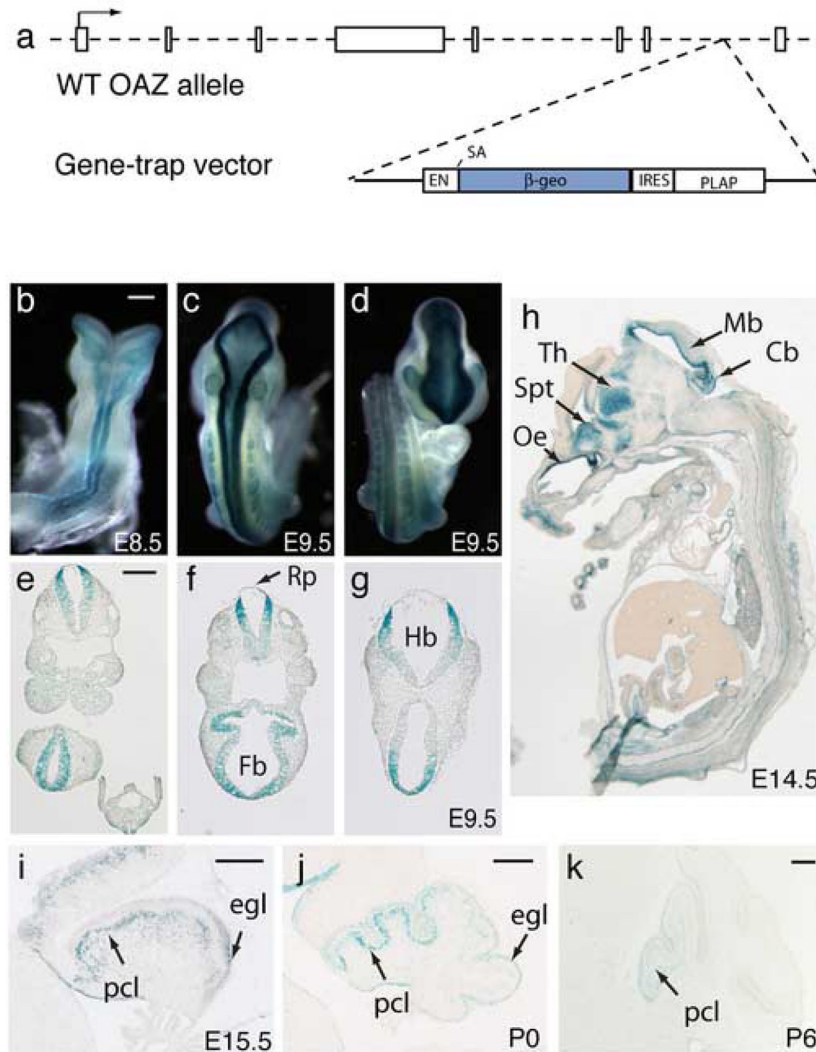 a
WT OAZ allele
Gene-trap vector
SA
EN β-geo IRES PLAP
b
E8.5
c
E9.5
d
E9.5
e
f
Rp
Fb
g
Hb
E9.5
h
Mb
Th
Cb
Spt
Oe
E14.5
i
egl
pcl
E15.5
j
egl
pcl
P0
k
pcl
P6